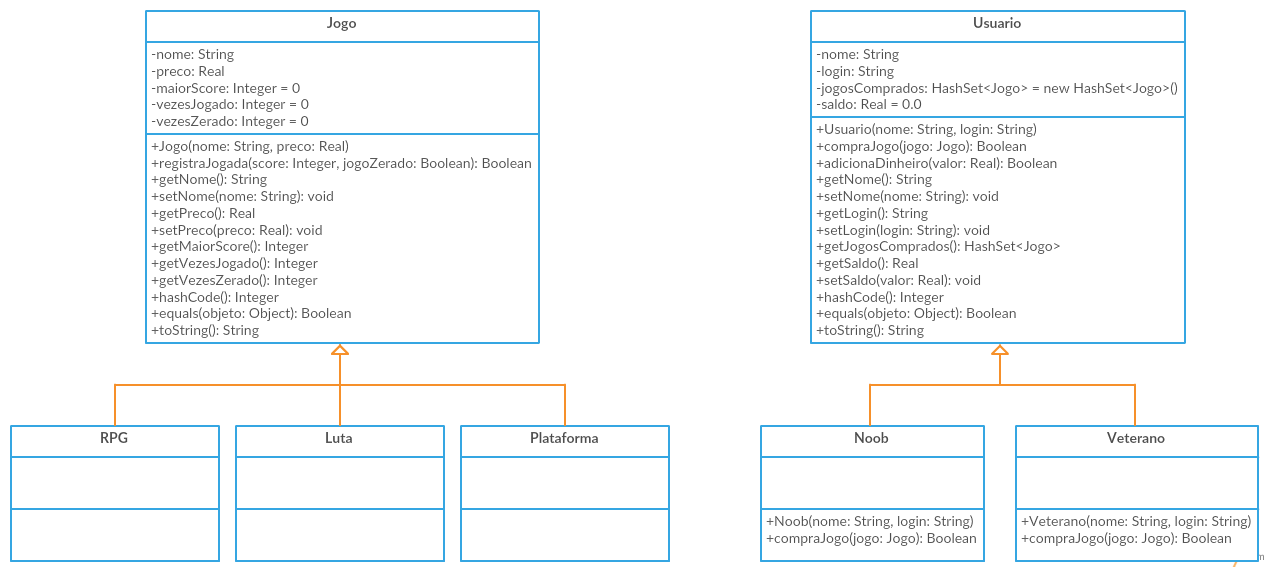 Jogo
-nome: String
-preco: Real
-maiorScore: Integer = 0
-vezesJogado: Integer = 0
-vezesZerado: Integer = 0
+Jogo(nome: String, preco: Real)
+registraJogada(score: Integer, jogoZerado: Boolean): Boolean
+getNome(): String
+setNome(nome: String): void
+getPreco(): Real
+setPreco(preco: Real): void
+getMaiorScore(): Integer
+getVezesJogado(): Integer
+getVezesZerado(): Integer
+hashCode(): Integer
+equals(objeto: Object): Boolean
+toString(): String
Usuario
-nome: String
-login: String
-jogosComprados: HashSet<Jogo> = new HashSet<Jogo>()
-saldo: Real = 0.0
+Usuario(nome: String, login: String)
+compraJogo(jogo: Jogo): Boolean
+adicionaDinheiro(valor: Real): Boolean
+getNome(): String
+setNome(nome: String): void
+getLogin(): String
+setLogin(login: String): void
+getJogosComprados(): HashSet<Jogo>
+getSaldo(): Real
+setSaldo(valor: Real): void
+hashCode(): Integer
+equals(objeto: Object): Boolean
+toString(): String
RPG
Luta
Plataforma
Noob
+Noob(nome: String, login: String)
+compraJogo(jogo: Jogo): Boolean
Veterano
+Veterano(nome: String, login: String)
+compraJogo(jogo: Jogo): Boolean